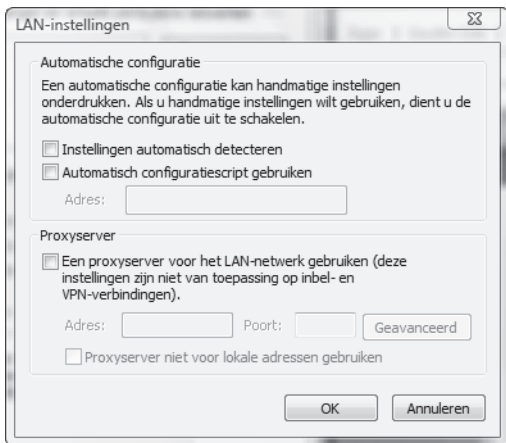 LAN-instellingen
Automatische configuratie
Een automatische configuratie kan handmatige instellingen
onderdrukken. Als u handmatige instellingen wilt gebruiken, dient u de
automatische configuratie uit te schakelen.
Instellingen automatisch detecteren
Automatisch configuratiescript gebruiken
Adres:
Proxyserver
Een proxyserver voor het LAN-netwerk gebruiken (deze
instellingen zijn niet van toepassing op inbel- en
VPN-verbindingen).
Adres: Poort: Geavanceerd
Proxyserver niet voor lokale adressen gebruiken
OK Annuleren